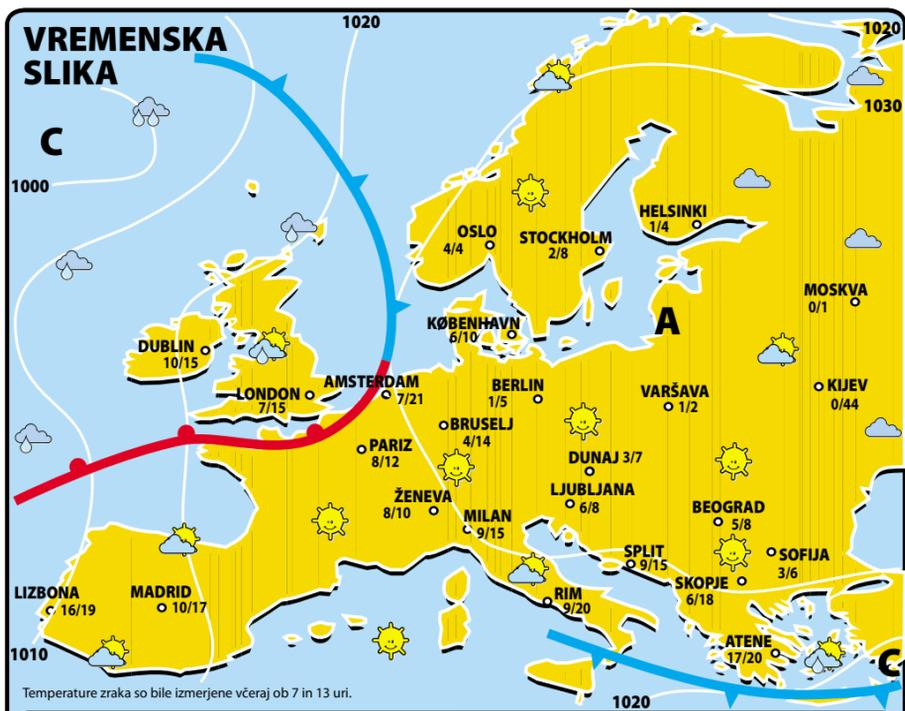 VREMENSKA
SLIKA
1020
1020
1030
C
1000
HELSINKI
1/4
OSLO
4/4
STOCKHOLM
2/8
MOSKVA
0/1
A
KØBENHAVN
6/10
DUBLIN
10/15
AMSTERDAM
7/21
LONDON
7/15
BERLIN
1/5
VARŠAVA
1/2
KIJEV
0/44
BRUSELJ
4/14
PARIZ
8/12
DUNAJ 3/7
LJUBLJANA
6/8
ŽENEVA
8/10
MILAN
9/15
BEOGRAD
5/8
SPLIT
9/15
SOFIJA
3/6
SKOPJE
6/18
LIZBONA
16/19
MADRID
10/17
RIM
9/20
ATENE
17/20
C
1010
1020
Temperature zraka so bile izmerjene včeraj ob 7 in 13 uri.